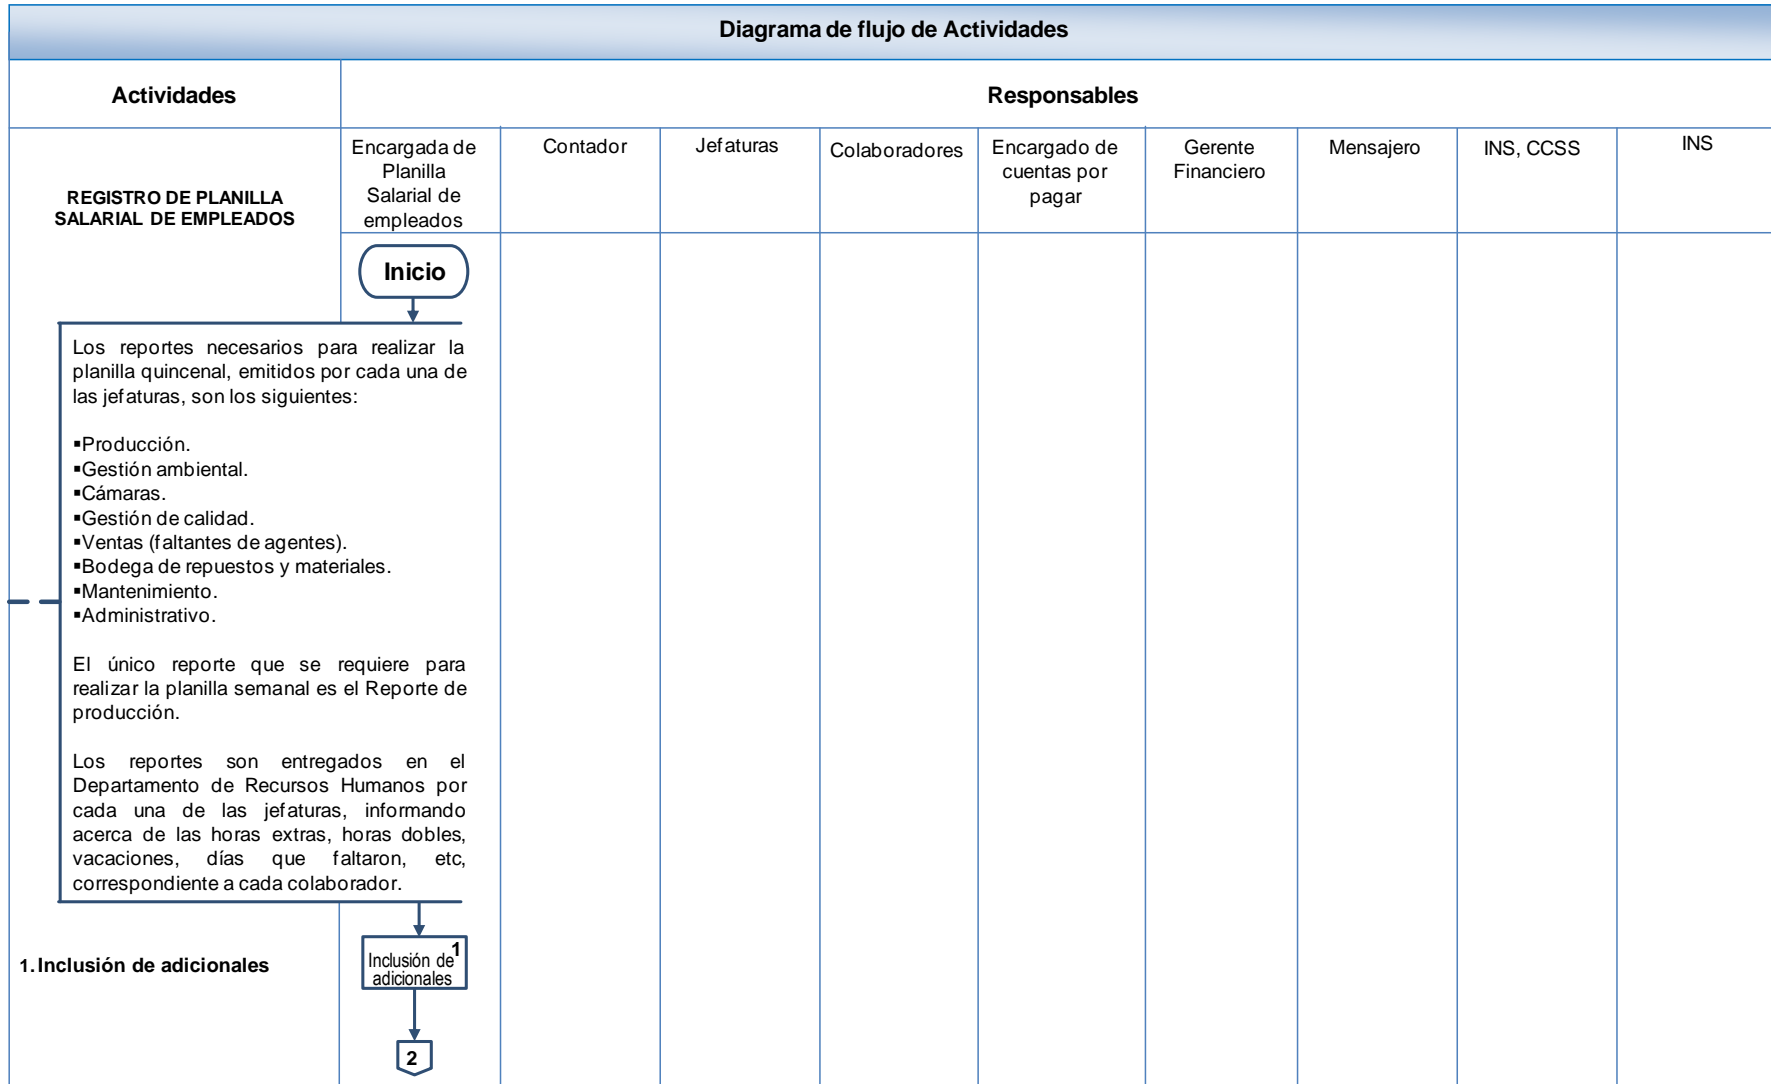 Diagrama de flujo de Actividades
Actividades
Responsables
REGISTRO DE PLANILLA
SALARIAL DE EMPLEADOS
Encargada de
Planilla
Salarial de
empleados
Contador
Jefaturas
Colaboradores
Encargado de
cuentas por
pagar
Gerente
Financiero
Mensajero
INS, CCSS
INS
Inicio
Los reportes necesarios para realizar la
planilla quincenal, emitidos por cada una de
las jefaturas, son los siguientes:
▪Producción.
▪Gestión ambiental.
▪Cámaras.
▪Gestión de calidad.
▪Ventas (faltantes de agentes).
▪Bodega de repuestos y materiales.
▪Mantenimiento.
▪Administrativo.
El único reporte que se requiere para
realizar la planilla semanal es el Reporte de
producción.
Los reportes son entregados en el
Departamento de Recursos Humanos por
cada una de las jefaturas, informando
acerca de las horas extras, horas dobles,
vacaciones, días que faltaron, etc,
correspondiente a cada colaborador.
1. Inclusión de adicionales
1
Inclusión de
adicionales
2